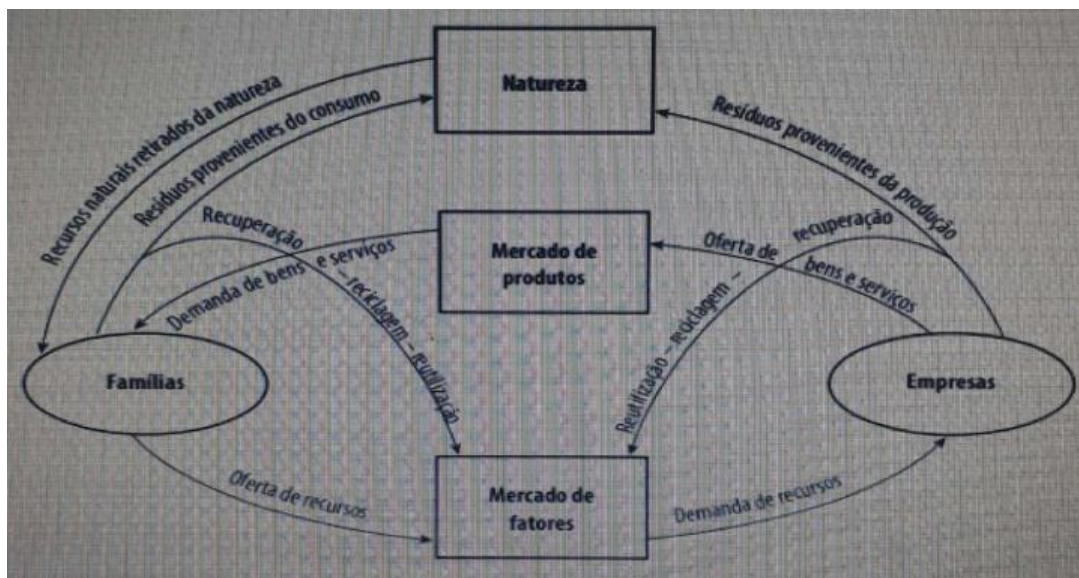 Natureza
Recursos naturais retirados da natureza
Resíduos provenientes do consumo
Resíduos provenientes da produção
Recuperação – reciclagem – reutilização
Reutilização – reciclagem – recuperação
Mercado de
produtos
Demanda de bens e serviços
Oferta de bens e serviços
Famílias
Empresas
Oferta de recursos
Mercado de
fatores
Demanda de recursos